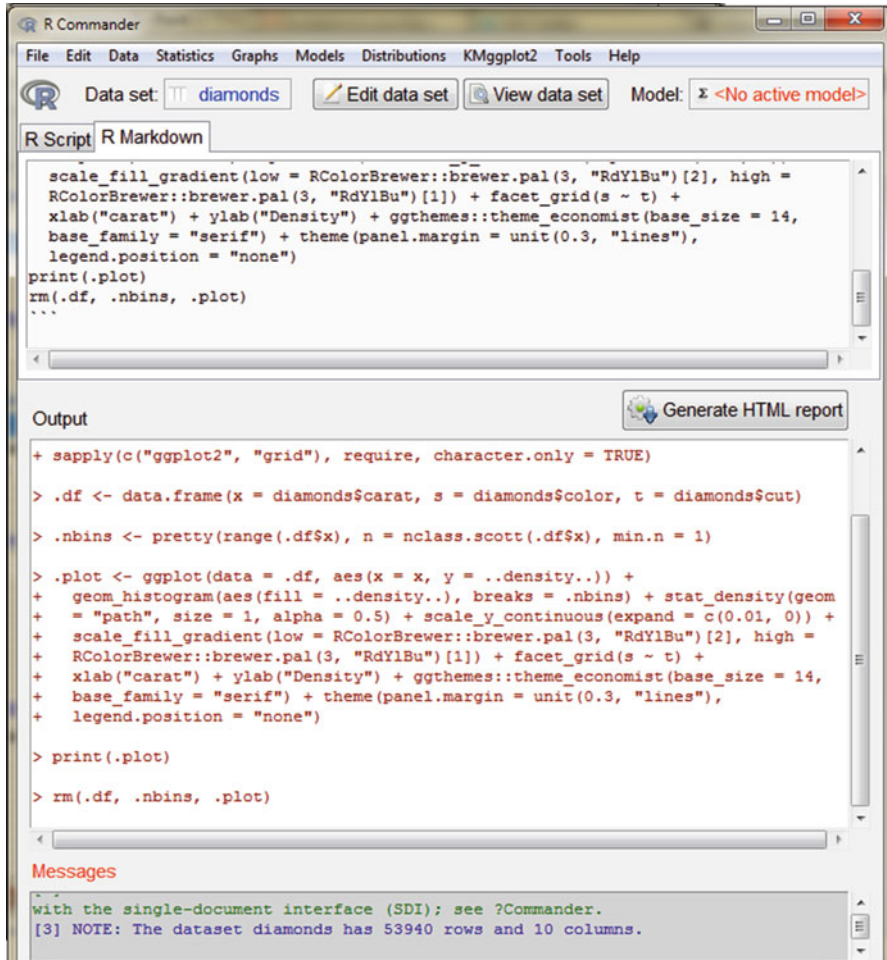 R Commander
File Edit Data Statistics Graphs Models Distributions KMggplot2 Tools Help
Data set: diamonds Edit data set View data set Model: Σ <No active model>
R Script R Markdown
scale_fill_gradient(low = RColorBrewer::brewer.pal(3, "RdYlBu")[2], high =
RColorBrewer::brewer.pal(3, "RdYlBu")[1]) + facet_grid(s ~ t) +
xlab("carat") + ylab("Density") + ggthemes::theme_economist(base_size = 14,
base_family = "serif") + theme(panel.margin = unit(0.3, "lines"),
legend.position = "none")
print(.plot)
rm(.df, .nbins, .plot)
```
Output
Generate HTML report
+ sapply(c("ggplot2", "grid"), require, character.only = TRUE)
> .df <- data.frame(x = diamonds$carat, s = diamonds$color, t = diamonds$cut)
> .nbins <- pretty(range(.df$x), n = nclass.scott(.df$x), min.n = 1)
> .plot <- ggplot(data = .df, aes(x = x, y = ..density..)) +
+ geom_histogram(aes(fill = ..density..), breaks = .nbins) + stat_density(geom
+ = "path", size = 1, alpha = 0.5) + scale_y_continuous(expand = c(0.01, 0)) +
+ scale_fill_gradient(low = RColorBrewer::brewer.pal(3, "RdYlBu")[2], high =
+ RColorBrewer::brewer.pal(3, "RdYlBu")[1]) + facet_grid(s ~ t) +
+ xlab("carat") + ylab("Density") + ggthemes::theme_economist(base_size = 14,
+ base_family = "serif") + theme(panel.margin = unit(0.3, "lines"),
+ legend.position = "none")
> print(.plot)
> rm(.df, .nbins, .plot)
Messages
with the single-document interface (SDI); see ?Commander.
[3] NOTE: The dataset diamonds has 53940 rows and 10 columns.